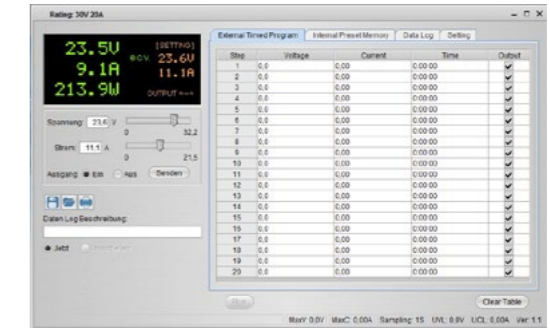 Rating: 30V 20A
23.5V
9.1A
213.9W
[SETTING]
@CV 23.6V
11.1A
OUTPUT
Spannung: 23,6 V
0 32,2
Strom: 11,1 A
0 21,5
Ausgang: Ein Aus Senden
Daten Log Beschreibung:
Jetzt
External Timed Program Internal Preset Memory Data Log Setting
Step Voltage Current Time Output
1 0,0 0,00 0:00:00
2 0,0 0,00 0:00:00
3 0,0 0,00 0:00:00
4 0,0 0,00 0:00:00
5 0,0 0,00 0:00:00
6 0,0 0,00 0:00:00
7 0,0 0,00 0:00:00
8 0,0 0,00 0:00:00
9 0,0 0,00 0:00:00
10 0,0 0,00 0:00:00
11 0,0 0,00 0:00:00
12 0,0 0,00 0:00:00
13 0,0 0,00 0:00:00
14 0,0 0,00 0:00:00
15 0,0 0,00 0:00:00
16 0,0 0,00 0:00:00
17 0,0 0,00 0:00:00
18 0,0 0,00 0:00:00
19 0,0 0,00 0:00:00
20 0,0 0,00 0:00:00
Clear Table
MaxV: 0,0V MaxC: 0,00A Sampling: 1S UVL: 0,0V UCL: 0,00A Ver: 1.1